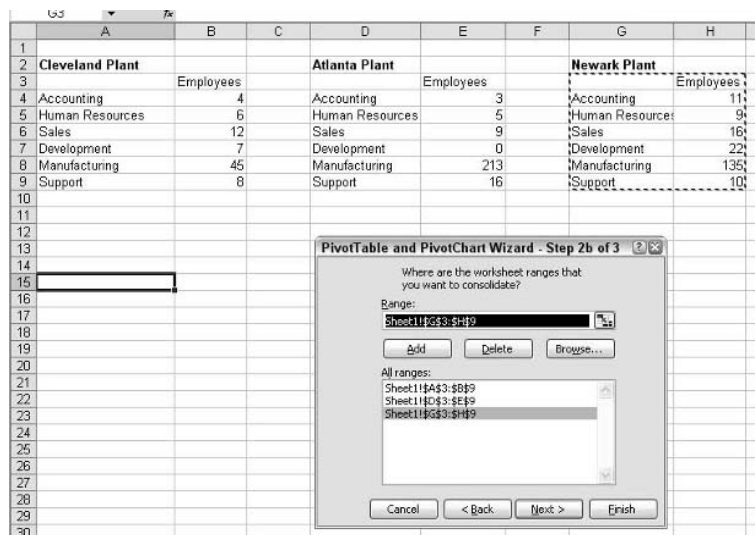 G3 fx
A B C D E F G H
1
2 Cleveland Plant Atlanta Plant Newark Plant
3 Employees Employees Employees
4 Accounting 4 Accounting 3 Accounting 11
5 Human Resources 6 Human Resources 5 Human Resource: 9
6 Sales 12 Sales 9 Sales 16
7 Development 7 Development 0 Development 22
8 Manufacturing 45 Manufacturing 213 Manufacturing 135
9 Support 8 Support 16 Support 10
10
11
12
13
14
15
16
17
18
19
20
21
22
23
24
25
26
27
28
29
30
PivotTable and PivotChart Wizard - Step 2b of 3
Where are the worksheet ranges that
you want to consolidate?
Range:
Sheet1!$G$3:$H$9
Add Delete Browse...
All ranges:
Sheet1!$A$3:$B$9
Sheet1!$D$3:$E$9
Sheet1!$G$3:$H$9
Cancel < Back Next > Finish